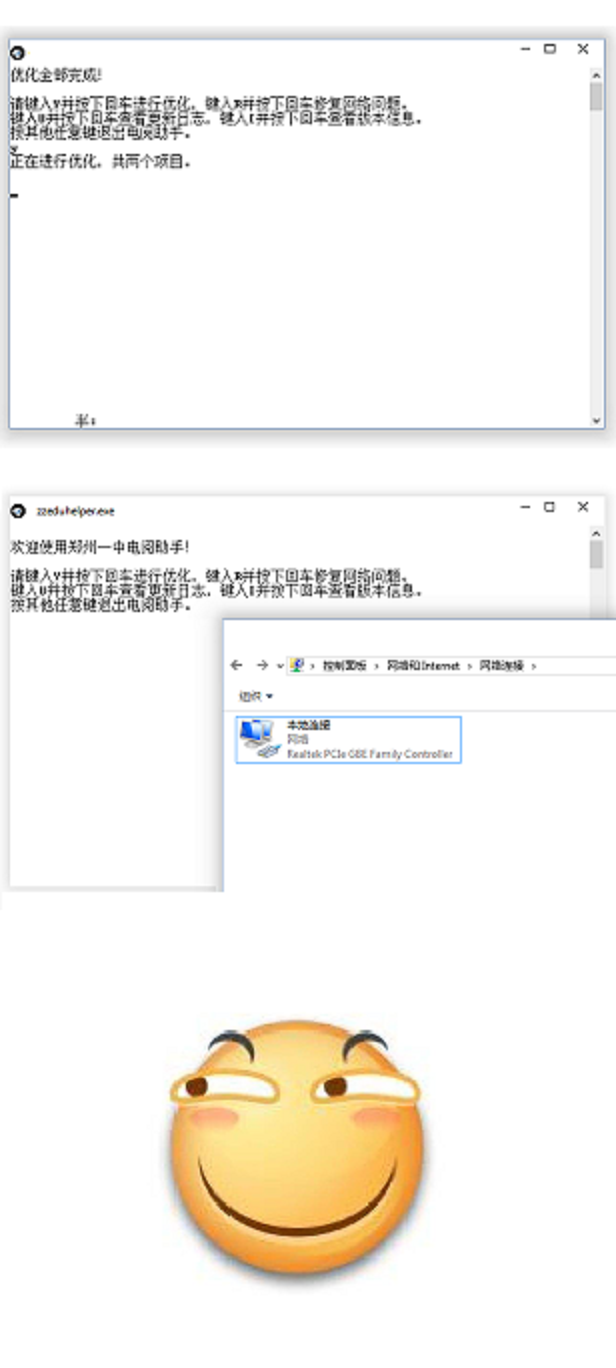 优化全部完成!
请键入Y并按下回车进行优化，键入R并按下回车修复网络问题。
键入U并按下回车查看更新日志，键入I并按下回车查看版本信息。
按其他任意键退出电阅助手。
y
正在进行优化，共两个项目。
zzeduhelper.exe
欢迎使用郑州一中电阅助手!
请键入Y并按下回车进行优化，键入R并按下回车修复网络问题。
键入U并按下回车查看更新日志，键入I并按下回车查看版本信息。
按其他任意键退出电阅助手。
控制面板 > 网络和 Internet > 网络连接 >
组织
本地连接
网络
Realtek PCIe GBE Family Controller